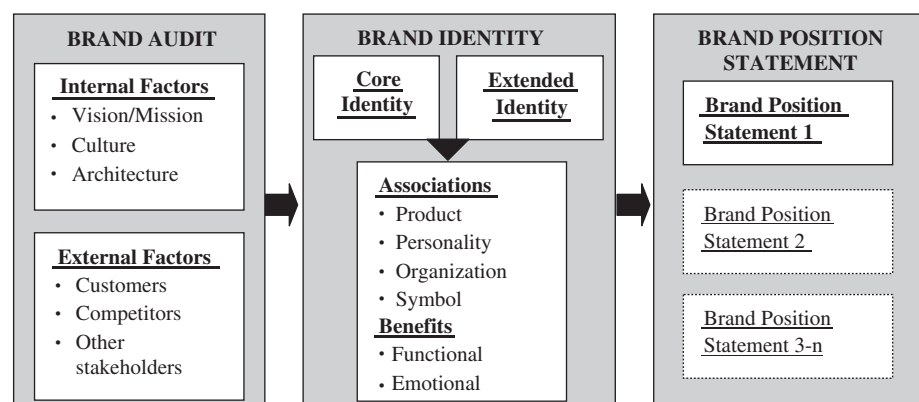 BRAND AUDIT
Internal Factors
• Vision/Mission
• Culture
• Architecture
External Factors
• Customers
• Competitors
• Other
stakeholders
BRAND IDENTITY
Core
Identity
Extended
Identity
Associations
• Product
• Personality
• Organization
• Symbol
Benefits
• Functional
• Emotional
BRAND POSITION
STATEMENT
Brand Position
Statement 1
Brand Position
Statement 2
Brand Position
Statement 3-n